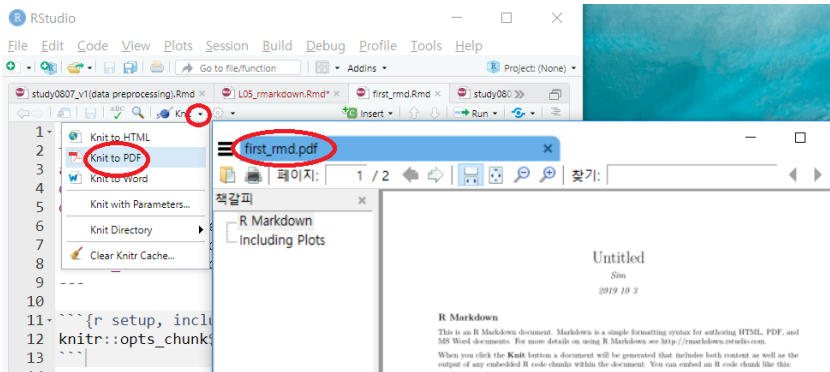 RStudio
File Edit Code View Plots Session Build Debug Profile Tools Help
Go to file/function Addins Project: (None)
study0807_v1(data preprocessing).Rmd × L05_rmarkdown.Rmd* × first_rmd.Rmd × study080
ABC Knit Insert Run
1
2
3
4
5
6
7
8
9 ---
10
11 ```{r setup, inclu
12 knitr::opts_chunk$
13 ```
Knit to HTML
Knit to PDF
Knit to Word
Knit with Parameters...
Knit Directory
Clear Knitr Cache...
first_rmd.pdf ×
페이지: 1 / 2 찾기:
책갈피 ×
R Markdown
Including Plots
Untitled
Sim
2019 10 3
R Markdown
This is an R Markdown document. Markdown is a simple formatting syntax for authoring HTML, PDF, and
MS Word documents. For more details on using R Markdown see http://rmarkdown.rstudio.com.
When you click the Knit button a document will be generated that includes both content as well as the
output of any embedded R code chunks within the document. You can embed an R code chunk like this: